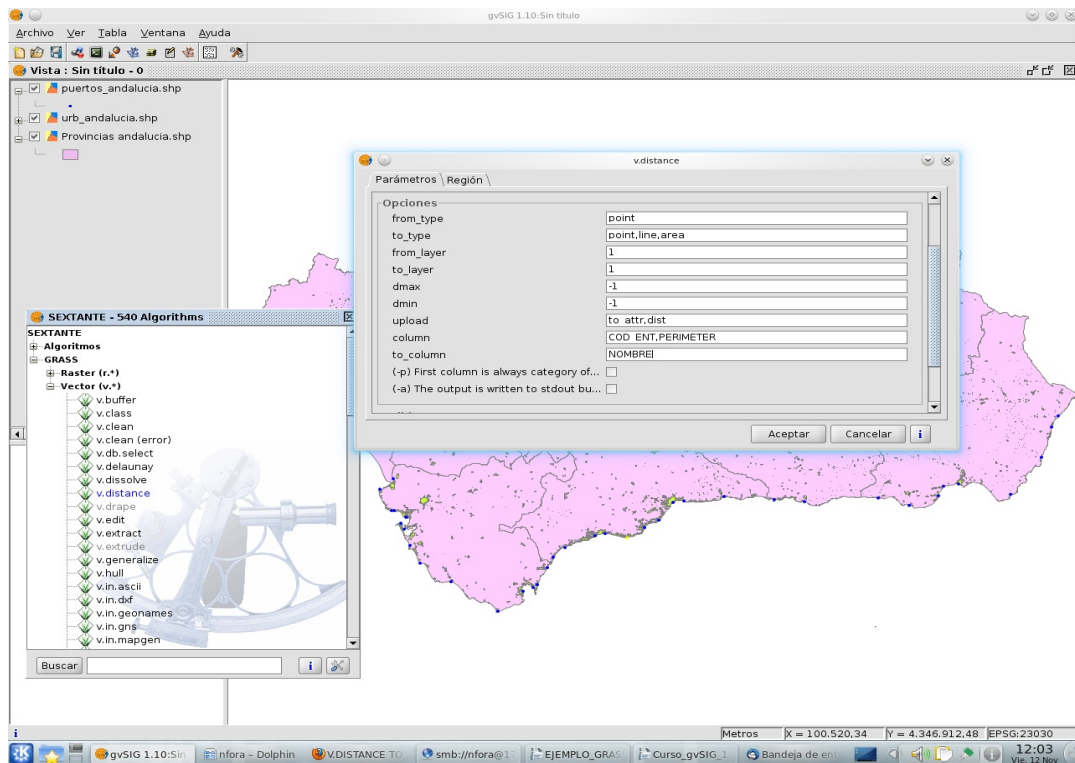 gvSIG 1.10:Sin título
Archivo Ver Tabla Ventana Ayuda
Vista : Sin título - 0
puertos_andalucia.shp
urb_andalucia.shp
Provincias andalucia.shp
v.distance
Parámetros Región
Opciones
from_type point
to_type point,line,area
from_layer 1
to_layer 1
dmax -1
dmin -1
upload to_attr,dist
column COD_ENT,PERIMETER
to_column NOMBRE
(-p) First column is always category of...
(-a) The output is written to stdout bu...
Aceptar Cancelar i
SEXTANTE - 540 Algorithms
SEXTANTE
Algoritmos
GRASS
Raster (r.*)
Vector (v.*)
v.buffer
v.class
v.clean
v.clean (error)
v.db.select
v.delaunay
v.dissolve
v.distance
v.drape
v.edit
v.extract
v.extrude
v.generalize
v.hull
v.in.ascii
v.in.dxf
v.in.geonames
v.in.gns
v.in.mapgen
Buscar i
i Metros X = 100.520,34 Y = 4.346.912,48 EPSG:23030
gvSIG 1.10:Sin nfora - Dolphin V.DISTANCE TO smb://nfora@1 EJEMPLO_GRAS Curso_gvSIG_1 Bandeja de en 12:03
Vie, 12 Nov